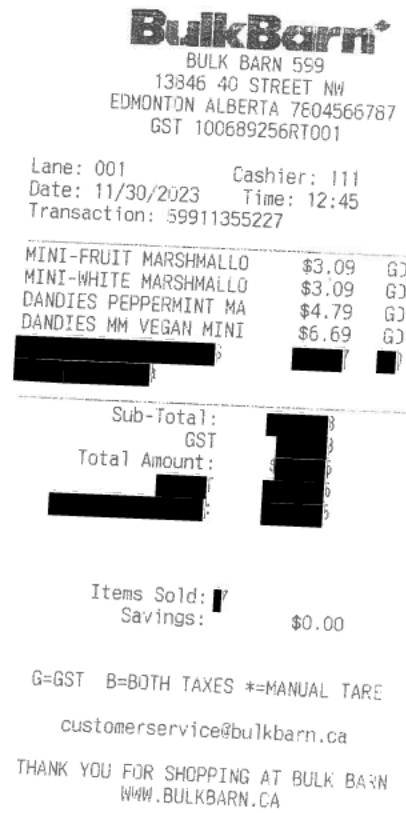 BulkBarn
BULK BARN 599
13846 40 STREET NW
EDMONTON ALBERTA 7804566787
GST 100689256RT001
Lane: 001 Cashier: 111
Date: 11/30/2023 Time: 12:45
Transaction: 59911355227
MINI-FRUIT MARSHMALLO $3.09 G
MINI-WHITE MARSHMALLO $3.09 G
DANDIES PEPPERMINT MA $4.79 G
DANDIES MM VEGAN MINI $6.69 G
Sub-Total:
GST
Total Amount:
Items Sold: 7
Savings: $0.00
G=GST B=BOTH TAXES *=MANUAL TARE
customerservice@bulkbarn.ca
THANK YOU FOR SHOPPING AT BULK BARN
WWW.BULKBARN.CA